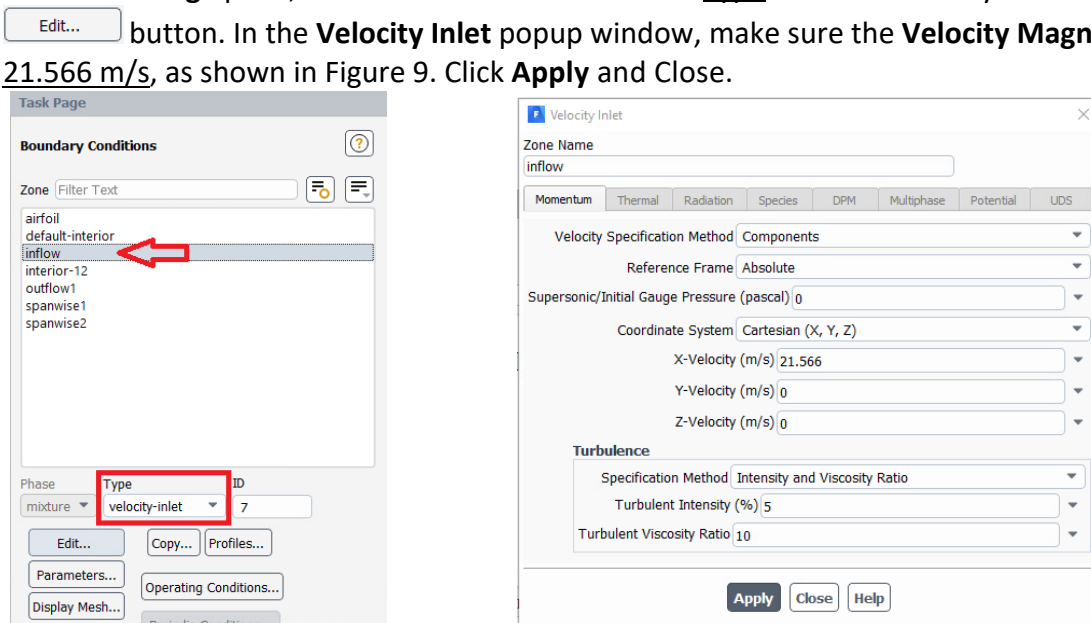 Edit... button. In the Velocity Inlet popup window, make sure the Velocity Magn
21.566 m/s, as shown in Figure 9. Click Apply and Close.
Task Page
Boundary Conditions
?
Zone Filter Text
airfoil
default-interior
inflow
interior-12
outflow1
spanwise1
spanwise2
Phase Type ID
mixture velocity-inlet 7
Edit... Copy... Profiles...
Parameters... Operating Conditions...
Display Mesh...
Velocity Inlet
Zone Name
inflow
Momentum Thermal Radiation Species DPM Multiphase Potential UDS
Velocity Specification Method Components
Reference Frame Absolute
Supersonic/Initial Gauge Pressure (pascal) 0
Coordinate System Cartesian (X, Y, Z)
X-Velocity (m/s) 21.566
Y-Velocity (m/s) 0
Z-Velocity (m/s) 0
Turbulence
Specification Method Intensity and Viscosity Ratio
Turbulent Intensity (%) 5
Turbulent Viscosity Ratio 10
Apply Close Help